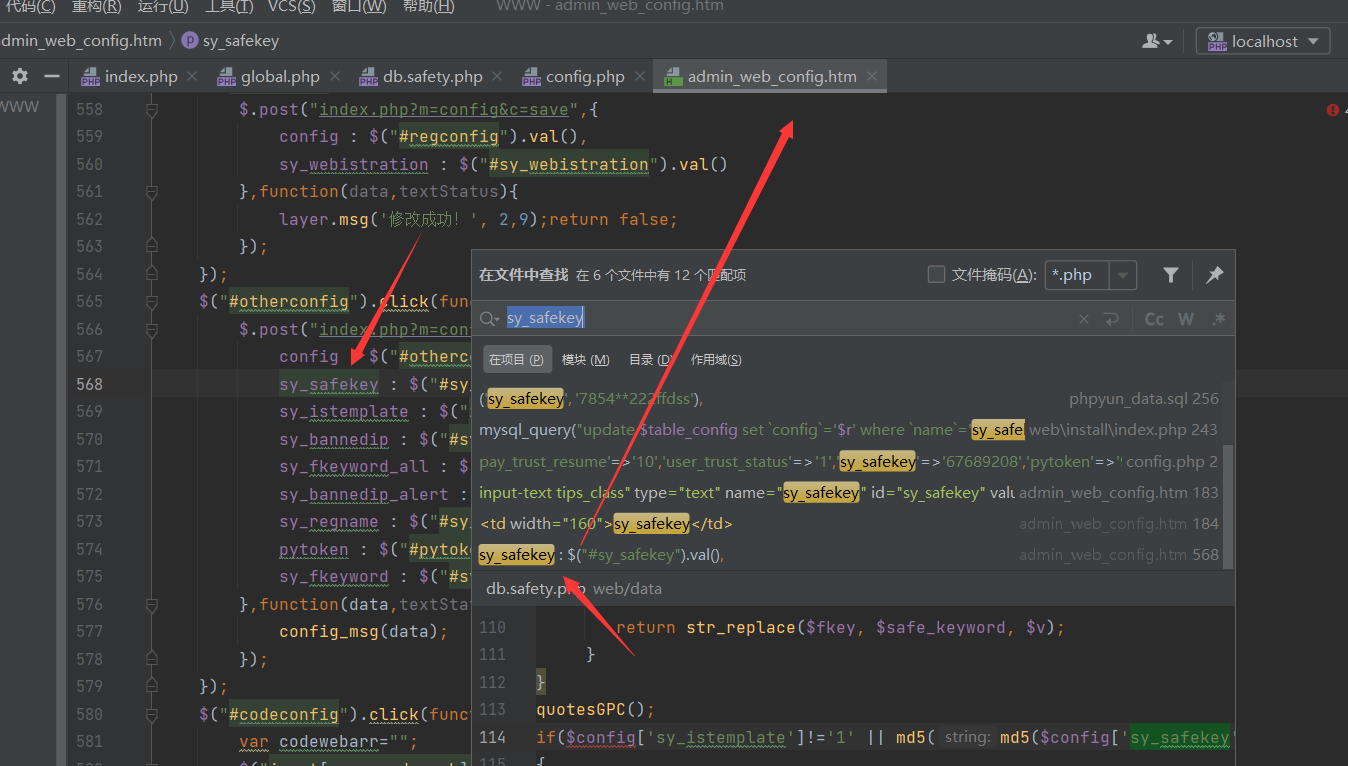 代码(C) 重构(R) 运行(U) 工具(T) VCS(S) 窗口(W) 帮助(H) WWW - admin_web_config.htm
dmin_web_config.htm sy_safekey localhost
index.php global.php db.safety.php config.php admin_web_config.htm
WWW
558 $.post("index.php?m=config&c=save",{
559 config : $("#regconfig").val(),
560 sy_webistration : $("#sy_webistration").val()
561 },function(data,textStatus){
562 layer.msg('修改成功！', 2,9);return false;
563 });
564 });
565 $("#otherconfig").click(func
566 $.post("index.php?m=con
567 config : $("#otherco
568 sy_safekey : $("#sy
569 sy_istemplate : $("
570 sy_bannedip : $("#s
571 sy_fkeyword_all : $
572 sy_bannedip_alert :
573 sy_regname : $("#sy
574 pytoken : $("#pytoke
575 sy_fkeyword : $("#s
576 },function(data,textStat
577 config_msg(data);
578 });
579 });
580 $("#codeconfig").click(funct
581 var codewebarr="";
在文件中查找 在 6 个文件中有 12 个匹配项 文件掩码(A): *.php
sy_safekey Cc W .*
在项目 (P) 模块 (M) 目录 (D) 作用域(S)
('sy_safekey', '7854**222ffdss'), phpyun_data.sql 256
mysql_query("update $table_config set `config`='$r' where `name`='sy_safe web\install\index.php 243
pay_trust_resume'=>'10','user_trust_status'=>'1','sy_safekey'=>'67689208','pytoken'=>' config.php 2
input-text tips_class" type="text" name="sy_safekey" id="sy_safekey" valu admin_web_config.htm 183
<td width="160">sy_safekey</td> admin_web_config.htm 184
sy_safekey : $("#sy_safekey").val(), admin_web_config.htm 568
db.safety.php web/data
110 return str_replace($fkey, $safe_keyword, $v);
111 }
112 }
113 quotesGPC();
114 if($config['sy_istemplate']!='1' || md5( string: md5($config['sy_safekey'
115 {